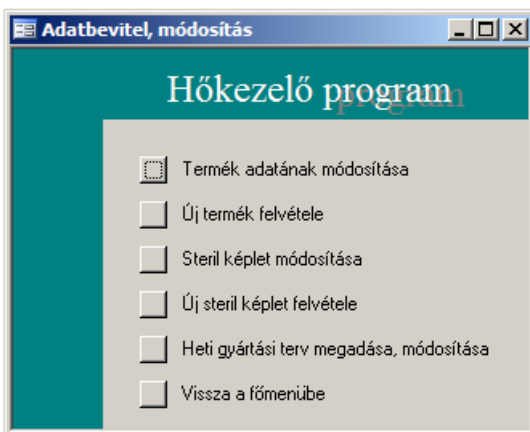 Adatbevitel, módosítás
Hőkezelő program
Termék adatának módosítása
Új termék felvétele
Steril képlet módosítása
Új steril képlet felvétele
Heti gyártási terv megadása, módosítása
Vissza a főmenübe